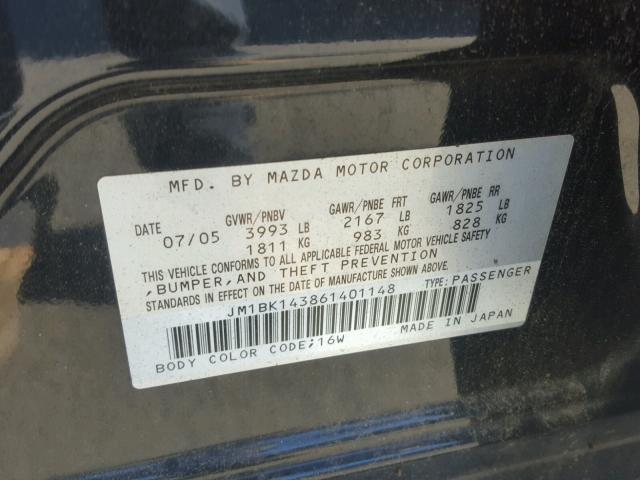 MFD. BY MAZDA MOTOR CORPORATION
DATE GVWR/PNBV GAWR/PNBE FRT GAWR/PNBE RR
07/05 3993 LB 2167 LB 1825 LB
1811 KG 983 KG 828 KG
THIS VEHICLE CONFORMS TO ALL APPLICABLE FEDERAL MOTOR VEHICLE SAFETY
,BUMPER,AND THEFT PREVENTION
STANDARDS IN EFFECT ON THE DATE OF MANUFACTURE SHOWN ABOVE.
JM1BK143861401148 TYPE:PASSENGER
MADE IN JAPAN
BODY COLOR CODE;16W